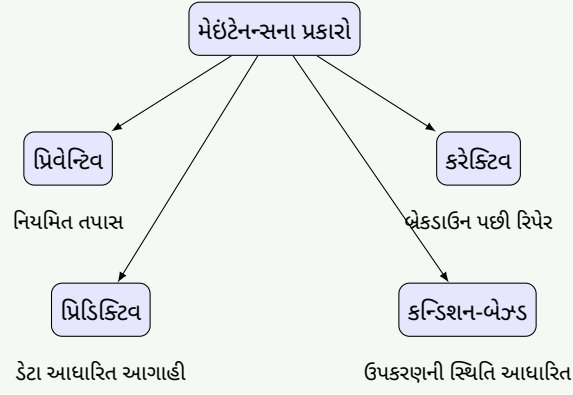 મેઇંટેનન્સના પ્રકારો
પ્રિવેન્ટિવ
કરેક્ટિવ
નિયમિત તપાસ
બ્રેકડાઉન પછી રિપેર
પ્રિડિક્ટિવ
કન્ડિશન-બેઝ્ડ
ડેટા આધારિત આગાહી
ઉપકરણની સ્થિતિ આધારિત